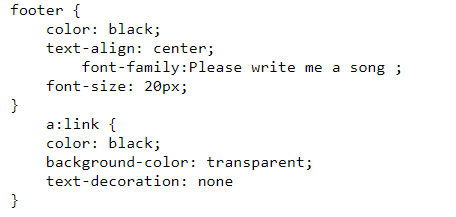 footer {
    color: black;
    text-align: center;
        font-family:Please write me a song ;
    font-size: 20px;
}
    a:link {
    color: black;
    background-color: transparent;
    text-decoration: none
}